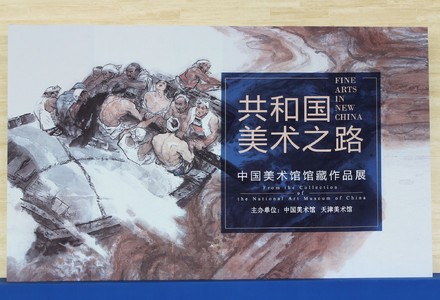 FINE
ARTS
IN
NEW
CHINA
共和国
美术之路
中国美术馆馆藏作品展
From the Collection
of
the National Art Museum of China
主办单位：中国美术馆 天津美术馆